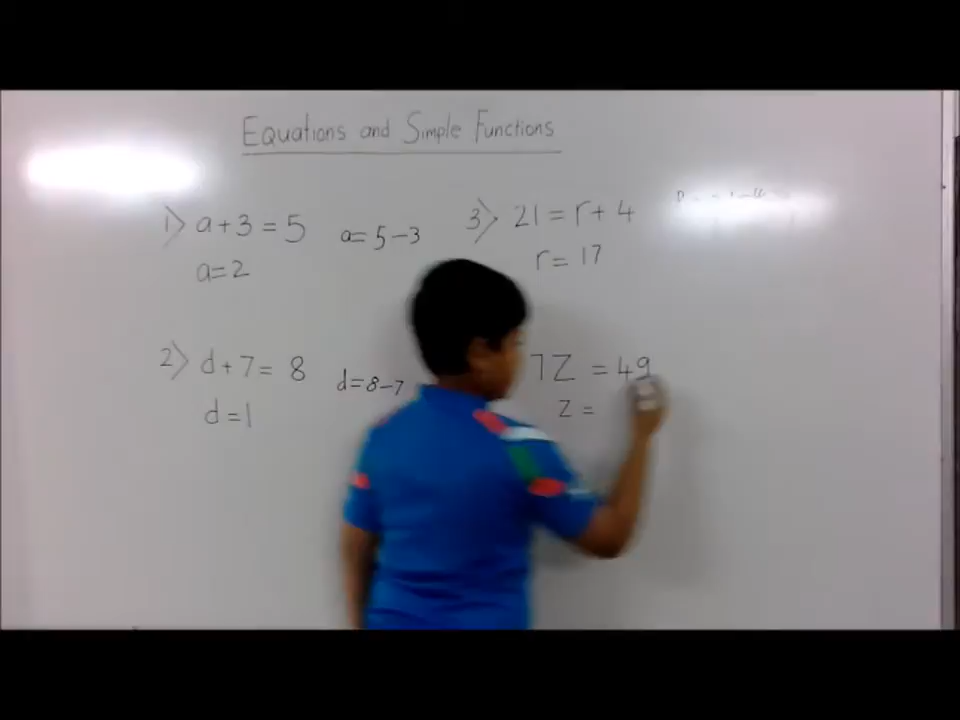 Equations and Simple Functions
1) a+3=5 a=5-3
a=2
2) d+7=8 d=8-7
d=1
3) 21=r+4
r=17
7Z=49
Z=